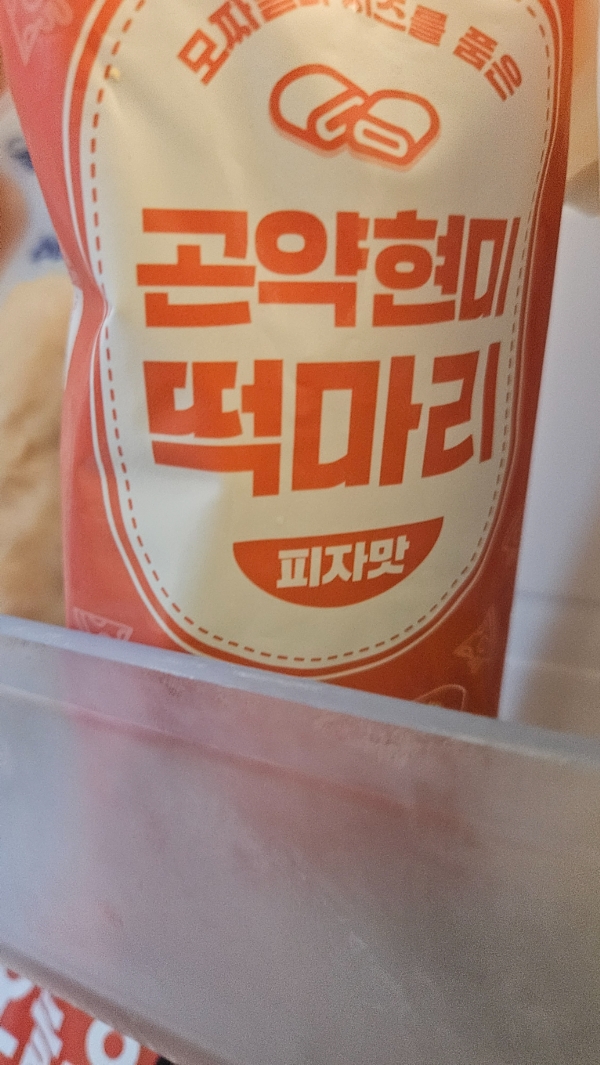 모짜렐라 치즈를 품은
곤약현미
떡마리
피자맛